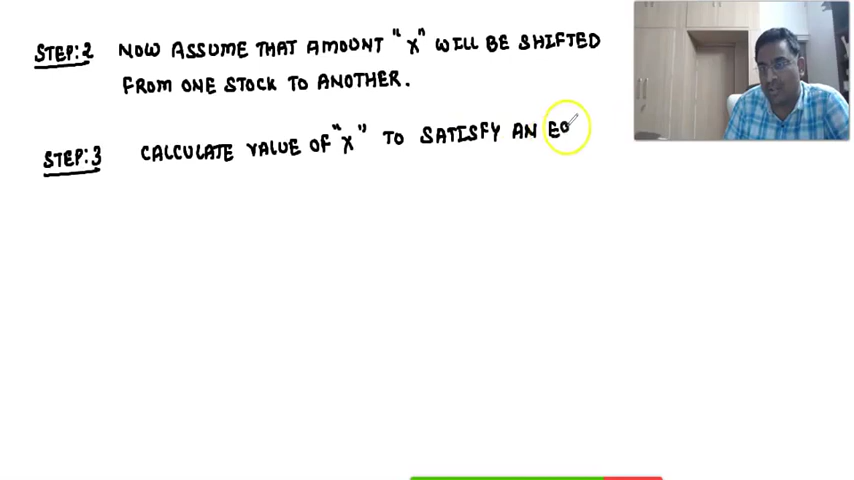 STEP:2 NOW ASSUME THAT AMOUNT "X" WILL BE SHIFTED
FROM ONE STOCK TO ANOTHER.
STEP:3 CALCULATE VALUE OF "X" TO SATISFY AN EQ